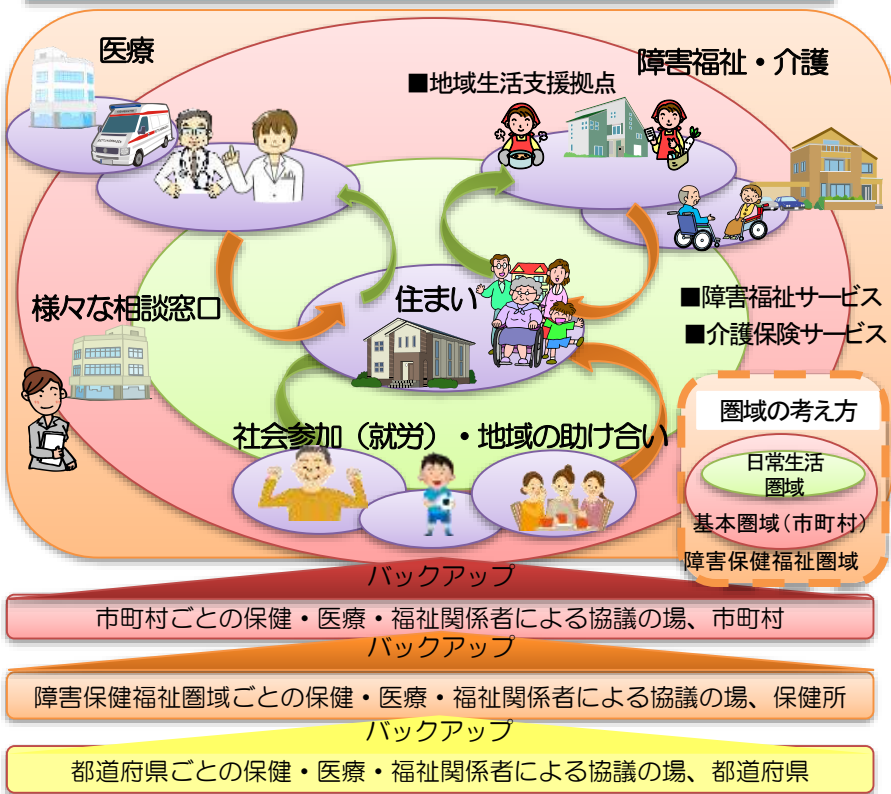 医療
障害福祉・介護
■地域生活支援拠点
様々な相談窓口
住まい
■障害福祉サービス
■介護保険サービス
社会参加（就労）・地域の助け合い
圏域の考え方
日常生活
圏域
基本圏域（市町村）
障害保健福祉圏域
バックアップ
市町村ごとの保健・医療・福祉関係者による協議の場、市町村
バックアップ
障害保健福祉圏域ごとの保健・医療・福祉関係者による協議の場、保健所
バックアップ
都道府県ごとの保健・医療・福祉関係者による協議の場、都道府県